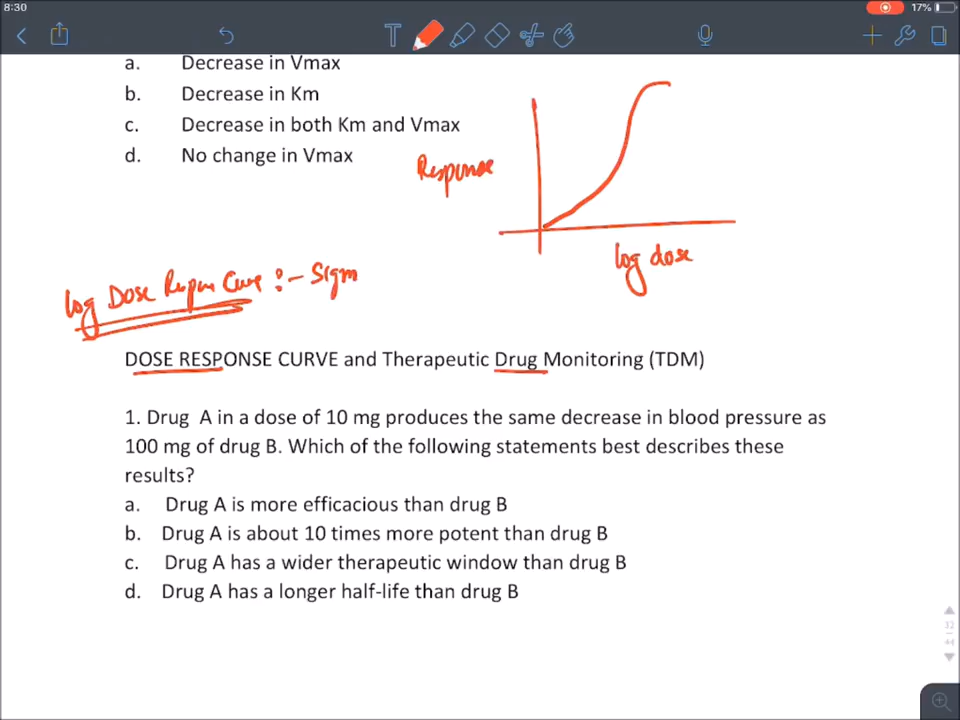 8:30
17%
T
a. Decrease in Vmax
b. Decrease in Km
c. Decrease in both Km and Vmax
d. No change in Vmax
Response
log dose
log Dose Curve :- Sigm
DOSE RESPONSE CURVE and Therapeutic Drug Monitoring (TDM)
1. Drug A in a dose of 10 mg produces the same decrease in blood pressure as
100 mg of drug B. Which of the following statements best describes these
results?
a. Drug A is more efficacious than drug B
b. Drug A is about 10 times more potent than drug B
c. Drug A has a wider therapeutic window than drug B
d. Drug A has a longer half-life than drug B
32
44